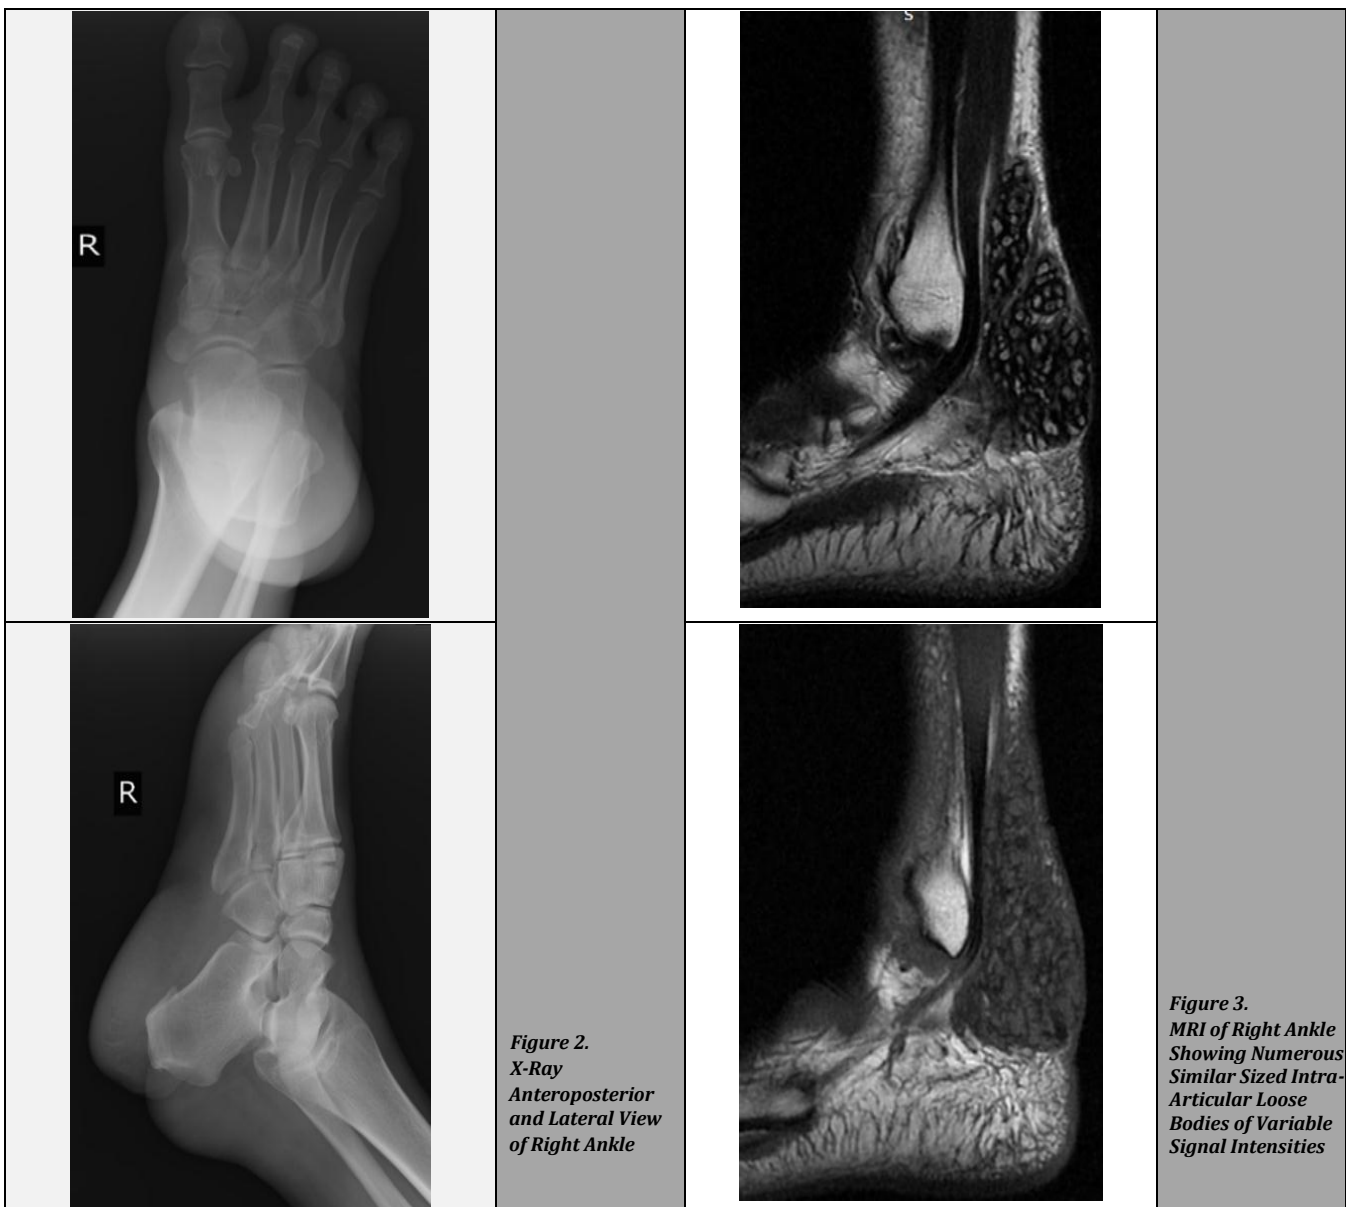 R
S
R
Figure 2.
X-Ray
Anteroposterior
and Lateral View
of Right Ankle
Figure 3.
MRI of Right Ankle
Showing Numerous
Similar Sized Intra-
Articular Loose
Bodies of Variable
Signal Intensities